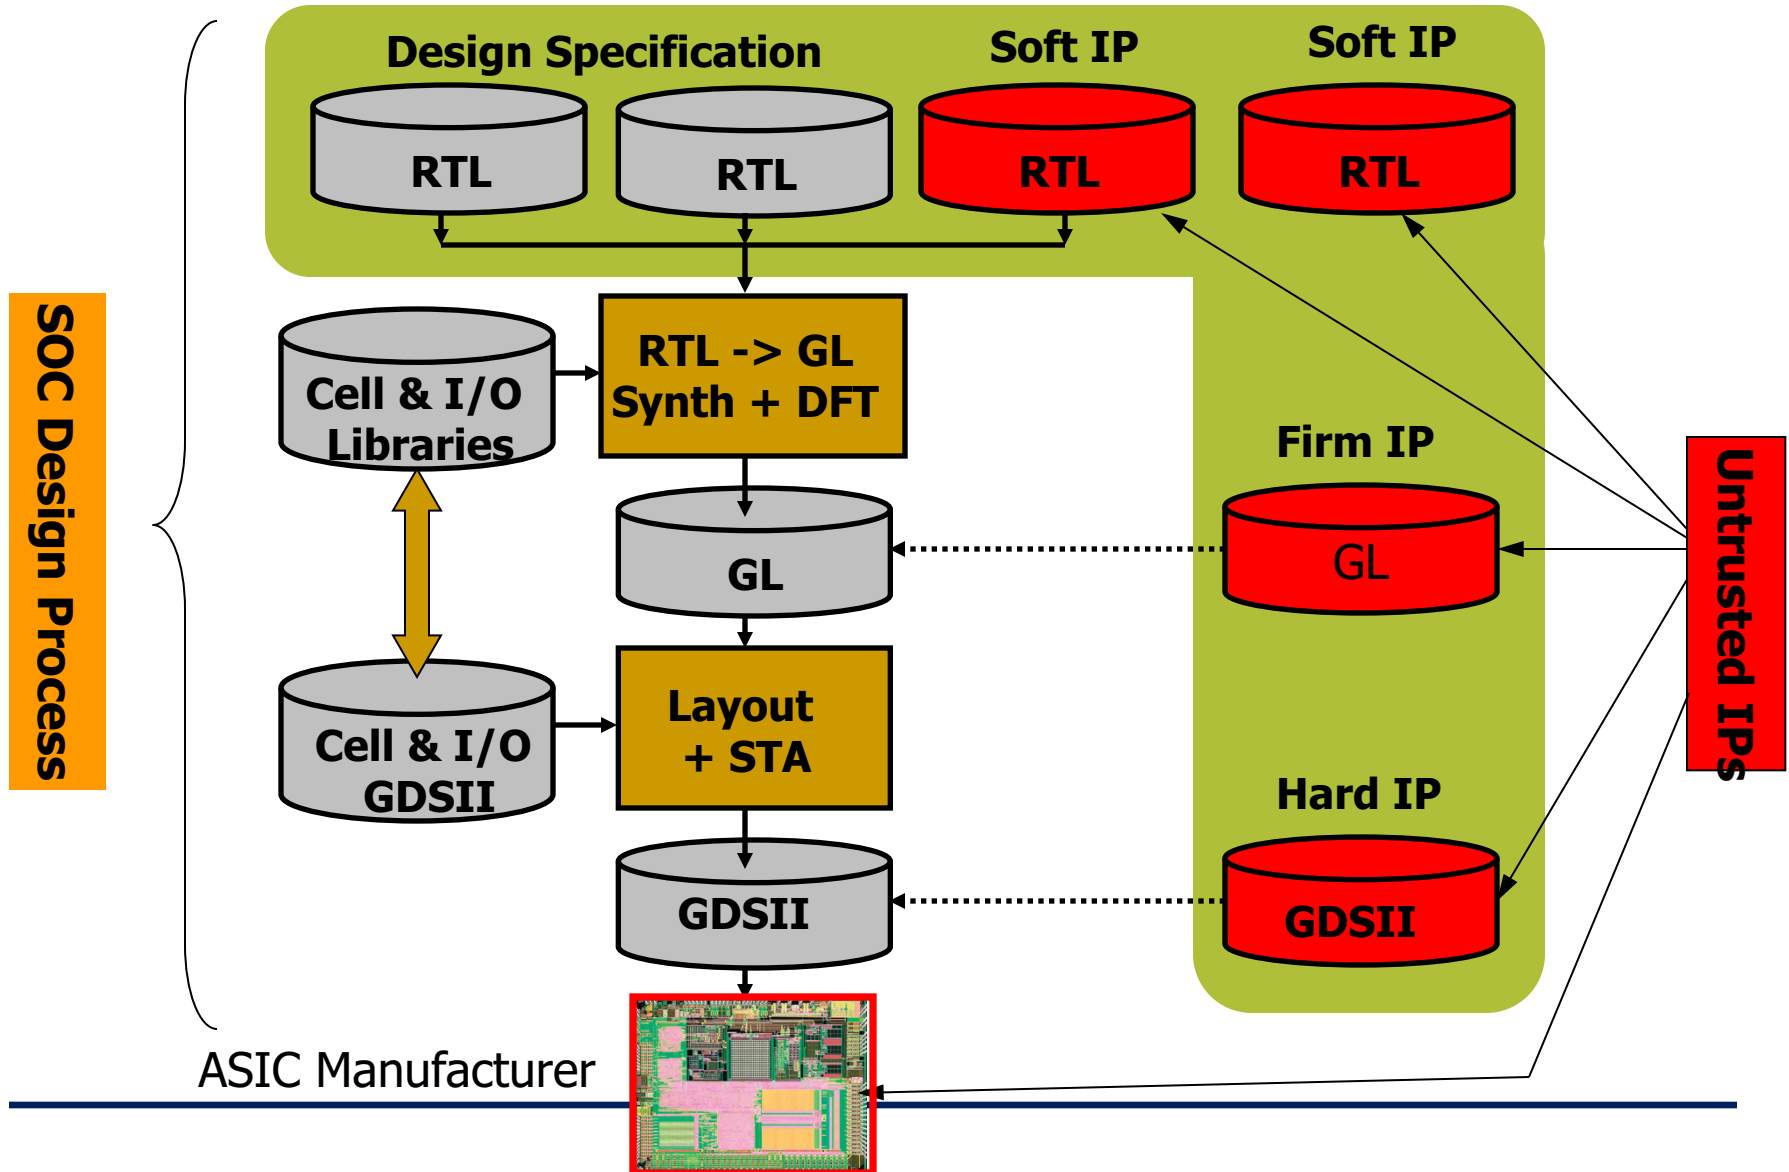 Design Specification
Soft IP
Soft IP
RTL
RTL
RTL
RTL
SOC Design Process
Cell & I/O
Libraries
RTL -> GL
Synth + DFT
Firm IP
GL
GL
Untrusted IPs
Cell & I/O
GDSII
Layout
+ STA
Hard IP
GDSII
GDSII
ASIC Manufacturer